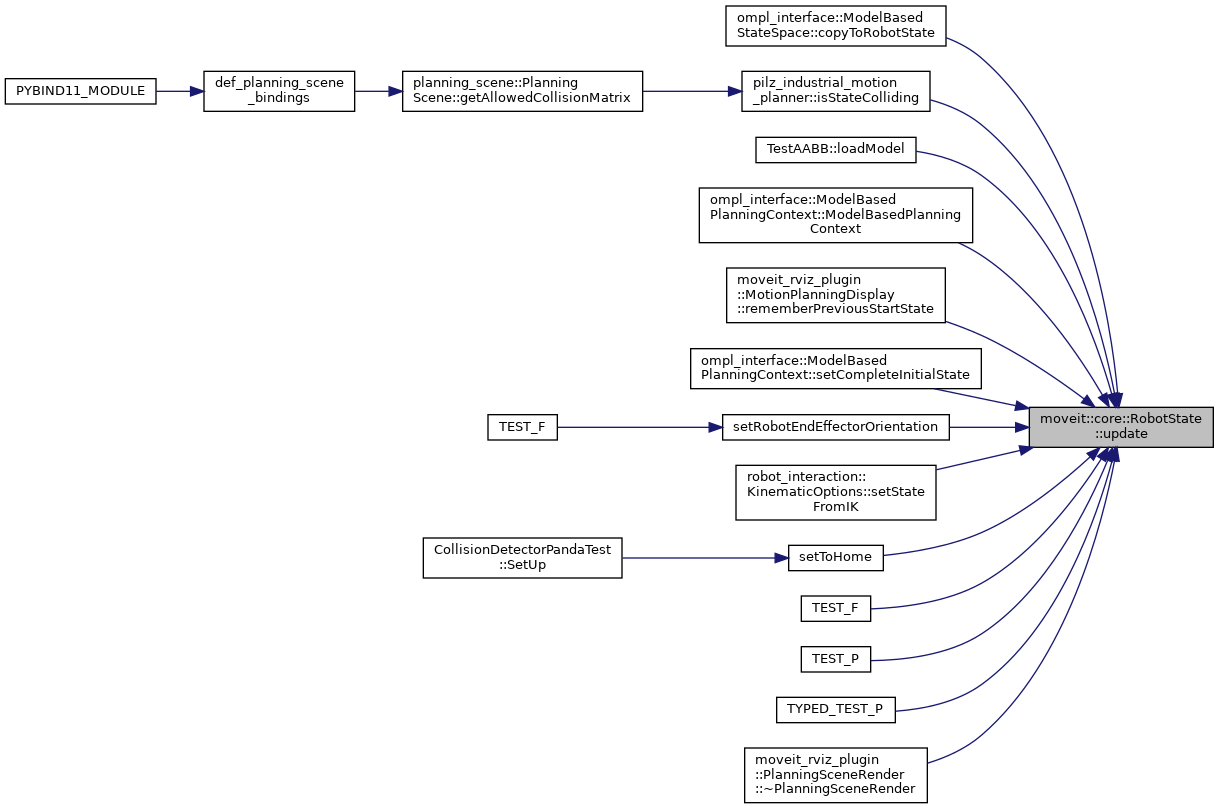 ompl_interface::ModelBased
StateSpace::copyToRobotState
PYBIND11_MODULE
def_planning_scene
_bindings
planning_scene::Planning
Scene::getAllowedCollisionMatrix
pilz_industrial_motion
_planner::isStateColliding
TestAABB::loadModel
ompl_interface::ModelBased
PlanningContext::ModelBasedPlanning
Context
moveit_rviz_plugin
::MotionPlanningDisplay
::rememberPreviousStartState
ompl_interface::ModelBased
PlanningContext::setCompleteInitialState
moveit::core::RobotState
::update
TEST_F
setRobotEndEffectorOrientation
robot_interaction::
KinematicOptions::setState
FromIK
CollisionDetectorPandaTest
::SetUp
setToHome
TEST_F
TEST_P
TYPED_TEST_P
moveit_rviz_plugin
::PlanningSceneRender
::~PlanningSceneRender